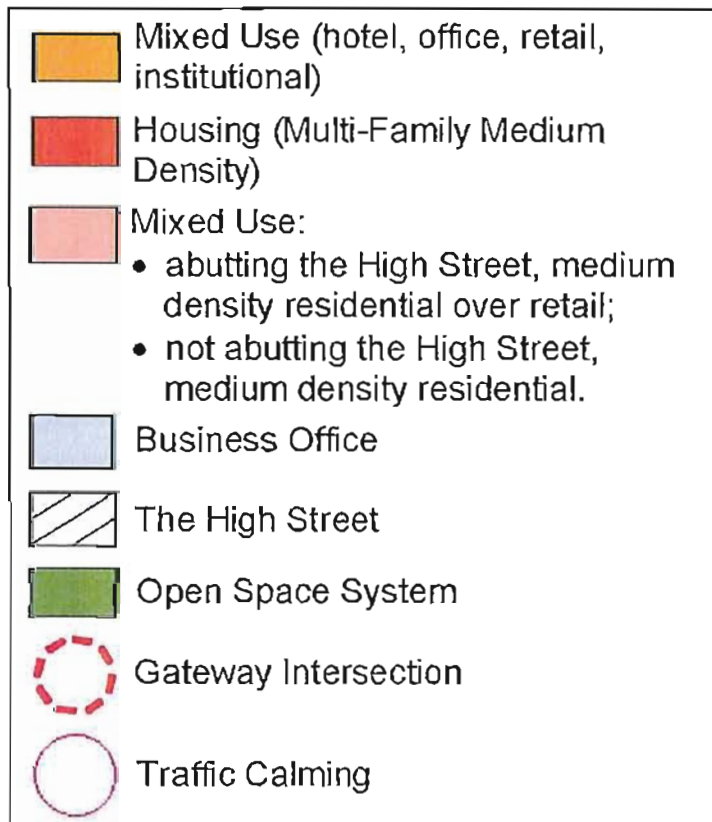 Mixed Use (hotel, office, retail,
institutional)
Housing (Multi-Family Medium
Density)
Mixed Use:
• abutting the High Street, medium
density residential over retail;
• not abutting the High Street,
medium density residential.
Business Office
The High Street
Open Space System
Gateway Intersection
Traffic Calming